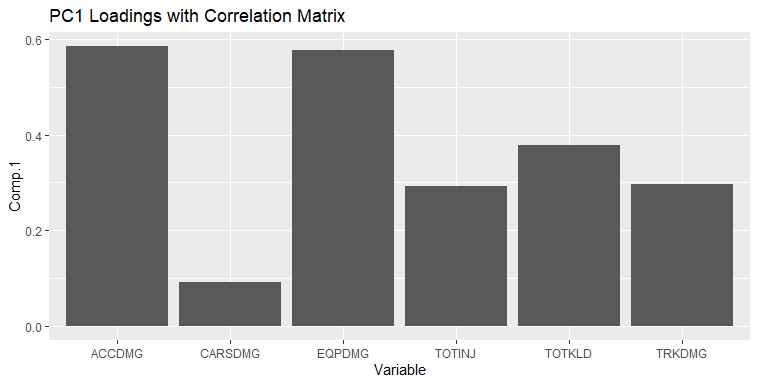 PC1 Loadings with Correlation Matrix
0.6
0.4
0.2
0.0
Comp.1
ACCDMG CARSDMG EQPDMG TOTINJ TOTKLD TRKDMG
Variable